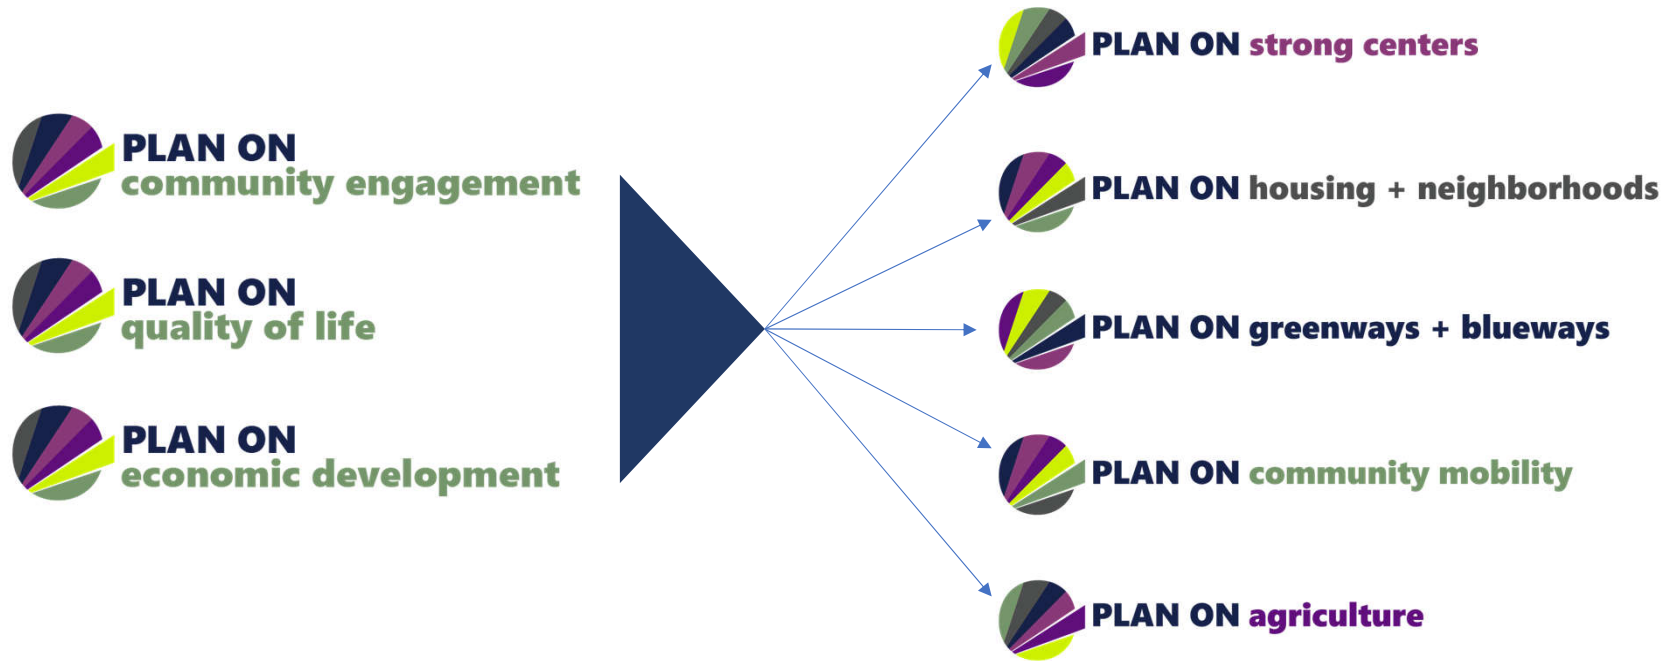 PLAN ON
community engagement
PLAN ON
quality of life
PLAN ON
economic development
PLAN ON strong centers
PLAN ON housing + neighborhoods
PLAN ON greenways + blueways
PLAN ON community mobility
PLAN ON agriculture